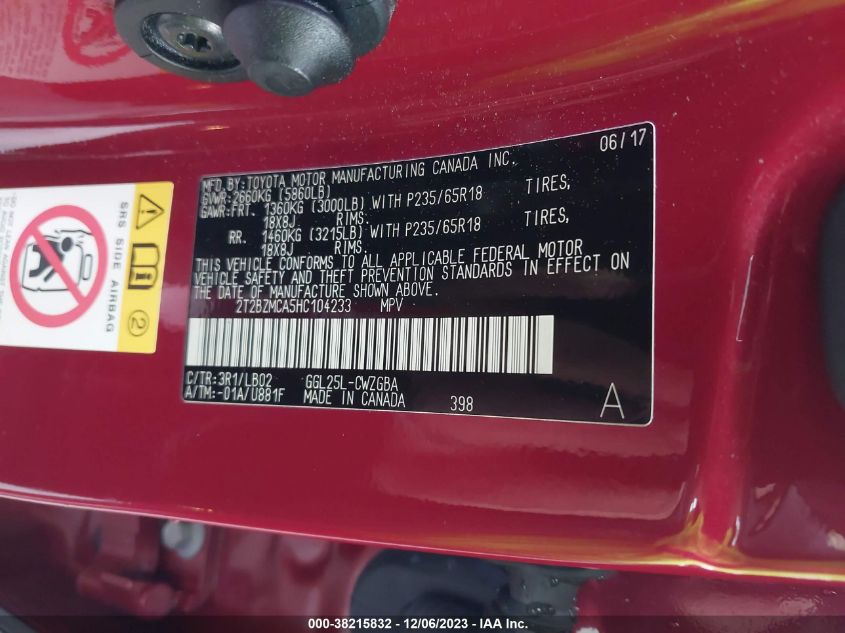 06/17
MFD.BY:TOYOTA MOTOR MANUFACTURING CANADA INC.
GVWR:2660KG (5860LB)
GAWR:FRT. 1360KG (3000LB) WITH P235/65R18 TIRES,
18X8J RIMS.
RR. 1460KG (3215LB) WITH P235/65R18 TIRES,
18X8J RIMS.
THIS VEHICLE CONFORMS TO ALL APPLICABLE FEDERAL MOTOR
VEHICLE SAFETY AND THEFT PREVENTION STANDARDS IN EFFECT ON
THE DATE OF MANUFACTURE SHOWN ABOVE.
2T2BZMCA5HC104233 MPV
C/TR:3R1/LB02 GGL25L-CWZGBA
A/TM:-01A/U881F MADE IN CANADA 398 A
SRS SIDE AIRBAG
2
000-38215832 - 12/06/2023 - IAA Inc.